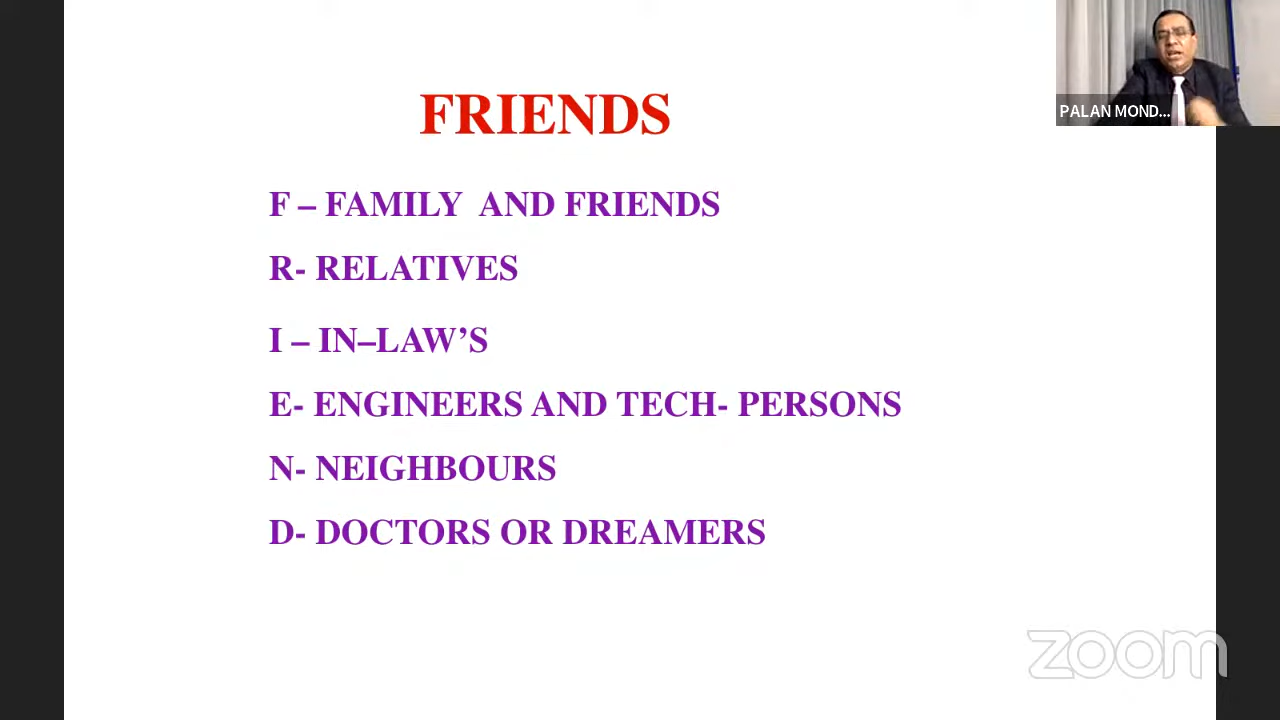 PALAN MOND...
FRIENDS
F – FAMILY AND FRIENDS
R- RELATIVES
I – IN–LAW’S
E- ENGINEERS AND TECH- PERSONS
N- NEIGHBOURS
D- DOCTORS OR DREAMERS
zoom